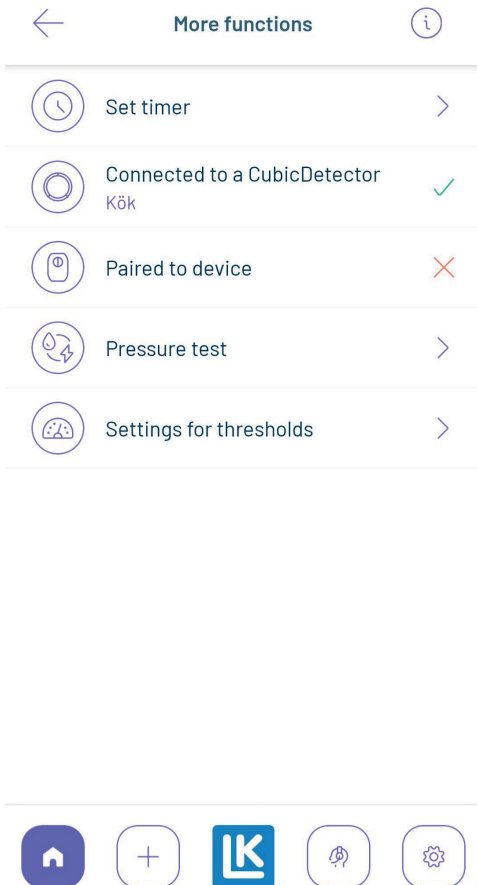 More functions
Set timer
Connected to a CubicDetector
Kök
Paired to device
Pressure test
Settings for thresholds
LK